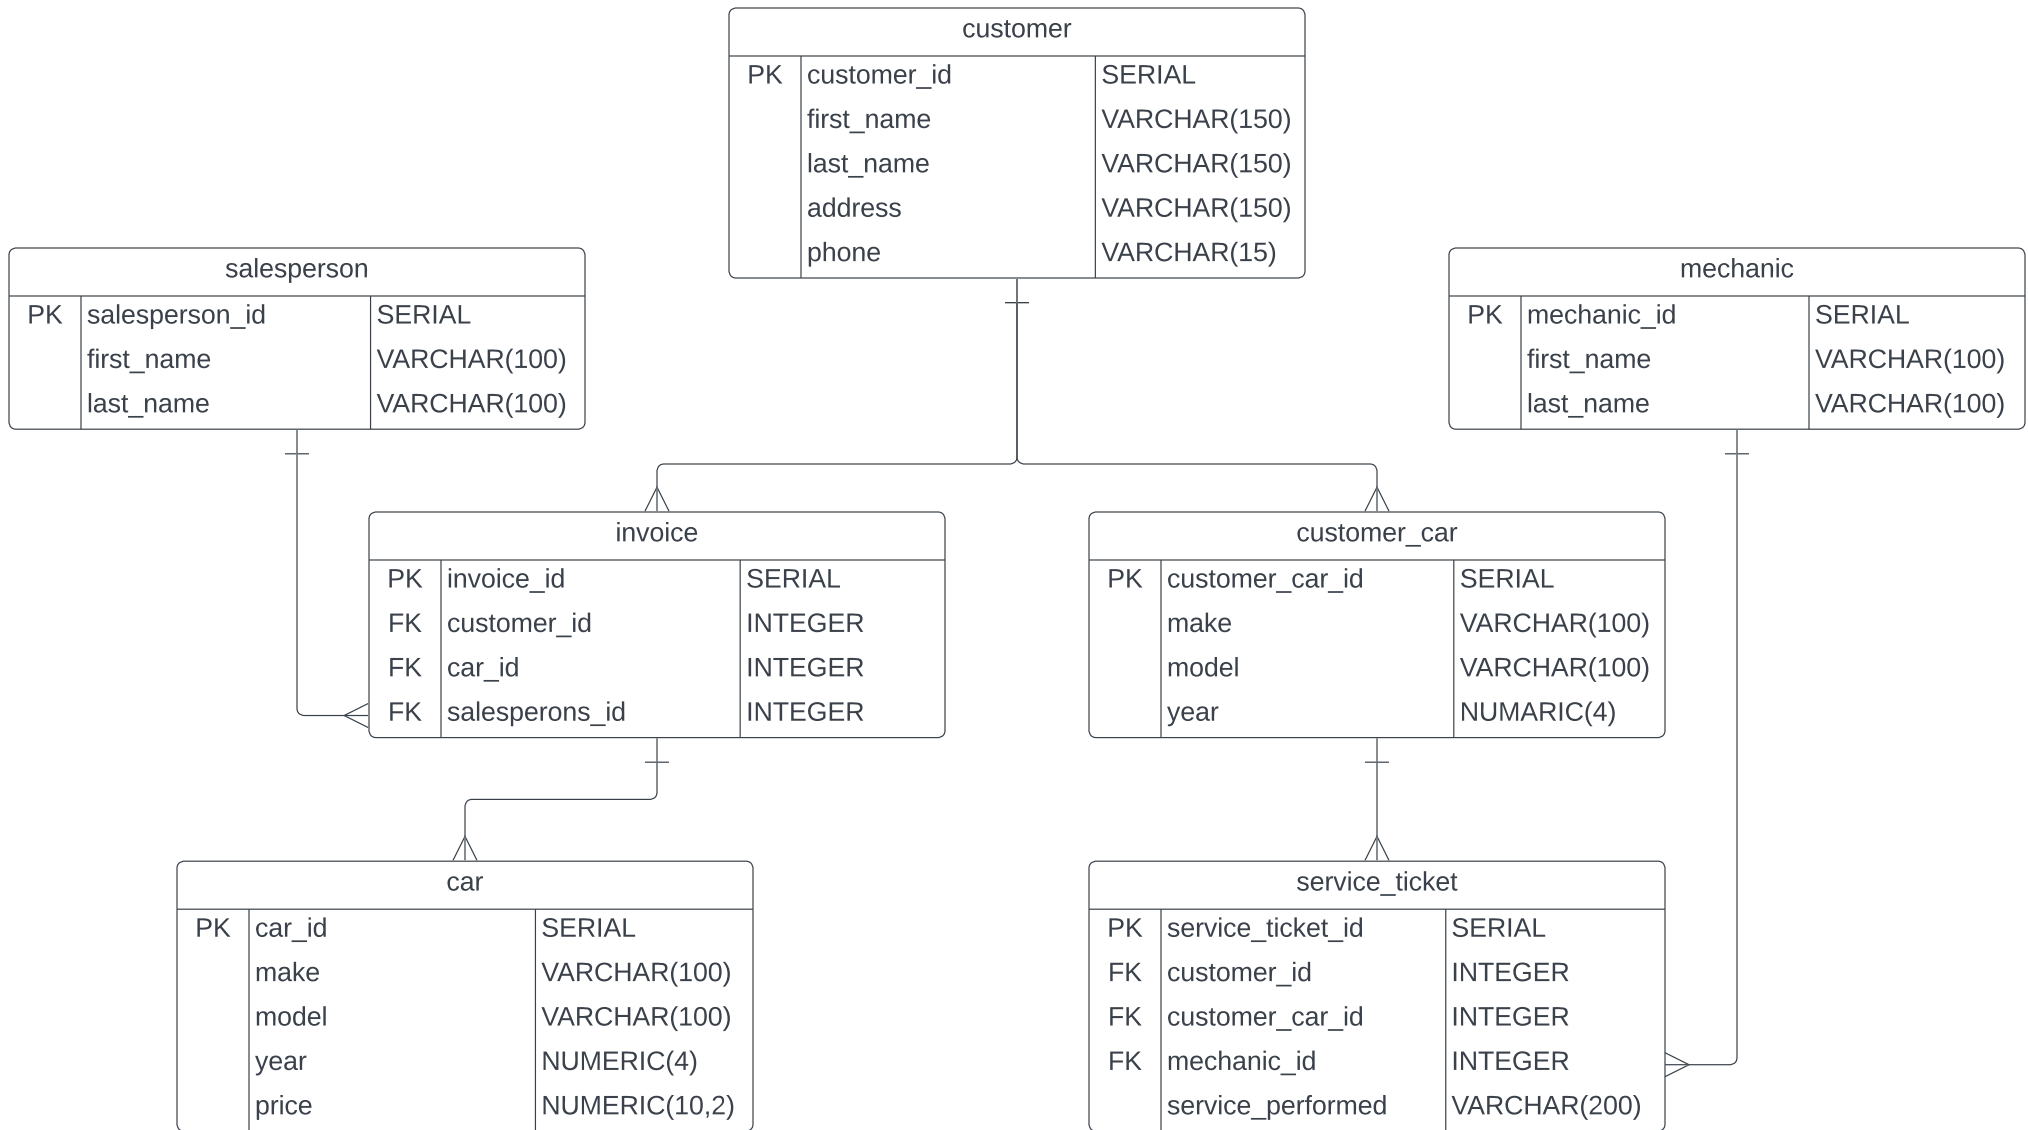 customer
PK customer_id SERIAL
first_name VARCHAR(150)
last_name VARCHAR(150)
address VARCHAR(150)
phone VARCHAR(15)
salesperson
PK salesperson_id SERIAL
first_name VARCHAR(100)
last_name VARCHAR(100)
mechanic
PK mechanic_id SERIAL
first_name VARCHAR(100)
last_name VARCHAR(100)
invoice
PK invoice_id SERIAL
FK customer_id INTEGER
FK car_id INTEGER
FK salesperons_id INTEGER
customer_car
PK customer_car_id SERIAL
make VARCHAR(100)
model VARCHAR(100)
year NUMARIC(4)
car
PK car_id SERIAL
make VARCHAR(100)
model VARCHAR(100)
year NUMERIC(4)
price NUMERIC(10,2)
service_ticket
PK service_ticket_id SERIAL
FK customer_id INTEGER
FK customer_car_id INTEGER
FK mechanic_id INTEGER
service_performed VARCHAR(200)